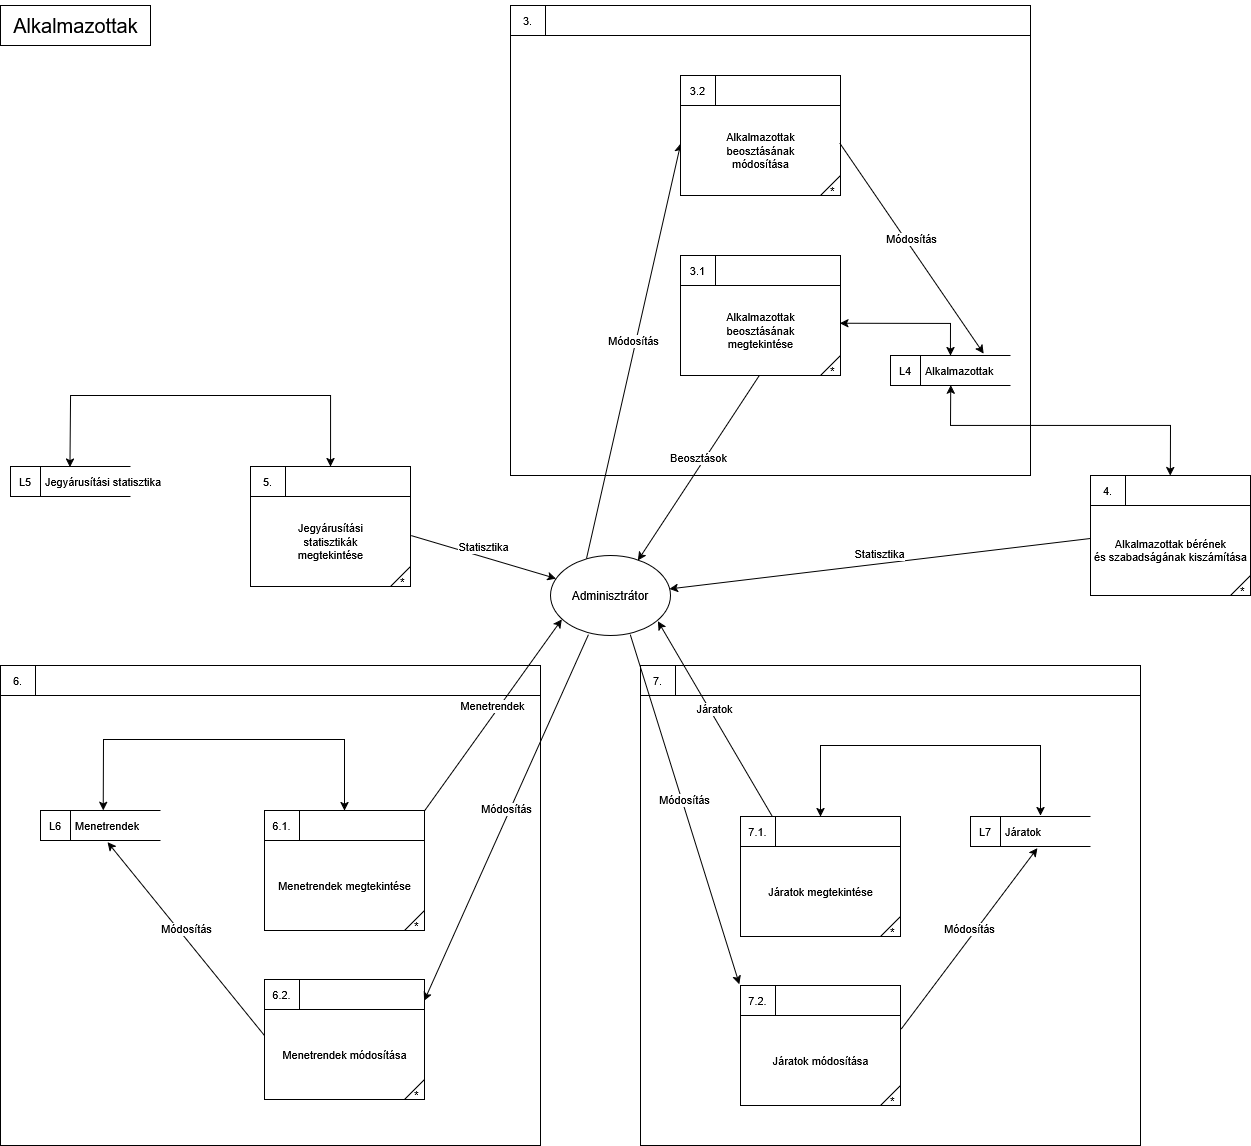 Alkalmazottak
3.
3.2
Alkalmazottak
beosztásának
módosítása
*
Módosítás
3.1
Alkalmazottak
beosztásának
megtekintése
*
Módosítás
L4
Alkalmazottak
Beosztások
L5
Jegyárusítási statisztika
5.
Jegyárusítási
statisztikák
megtekintése
*
Statisztika
4.
Alkalmazottak bérének
és szabadságának kiszámítása
*
Statisztika
Adminisztrátor
6.
Menetrendek
L6
Menetrendek
6.1.
Menetrendek megtekintése
*
Módosítás
Módosítás
6.2.
Menetrendek módosítása
*
7.
Járatok
Módosítás
7.1.
Járatok megtekintése
*
L7
Járatok
Módosítás
7.2.
Járatok módosítása
*